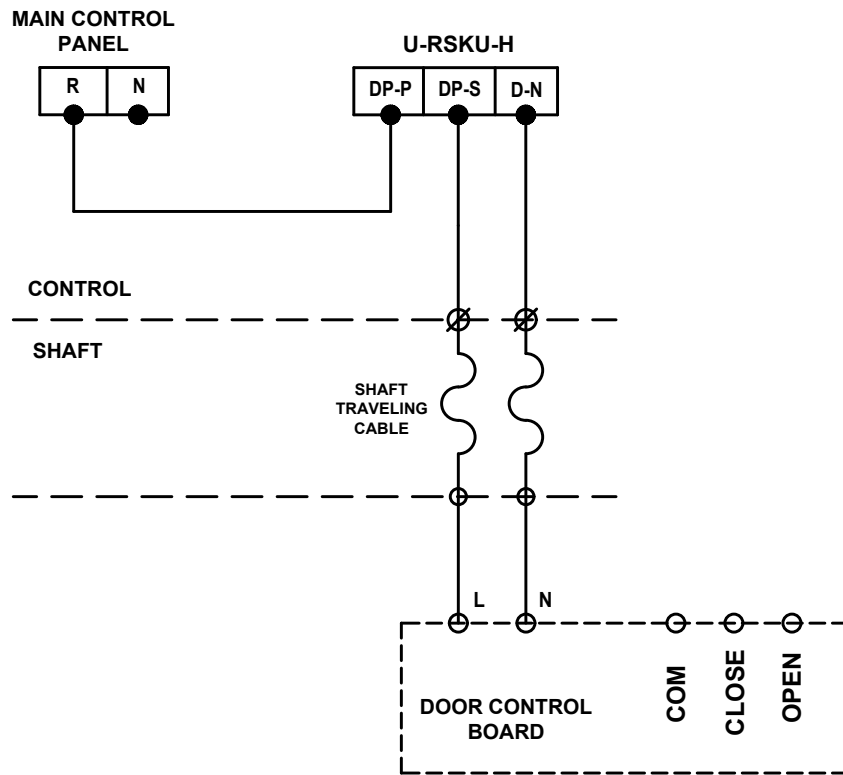 MAIN CONTROL
PANEL
U-RSKU-H
R N
DP-P DP-S D-N
CONTROL
SHAFT
SHAFT
TRAVELING
CABLE
L N
DOOR CONTROL
BOARD
COM
CLOSE
OPEN